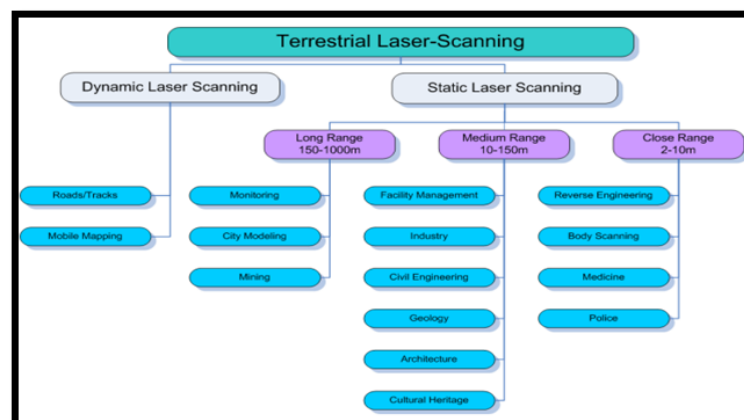 Terrestrial Laser-Scanning
Dynamic Laser Scanning
Static Laser Scanning
Long Range
150-1000m
Medium Range
10-150m
Close Range
2-10m
Roads/Tracks
Mobile Mapping
Monitoring
City Modeling
Mining
Facility Management
Industry
Civil Engineering
Geology
Architecture
Cultural Heritage
Reverse Engineering
Body Scanning
Medicine
Police